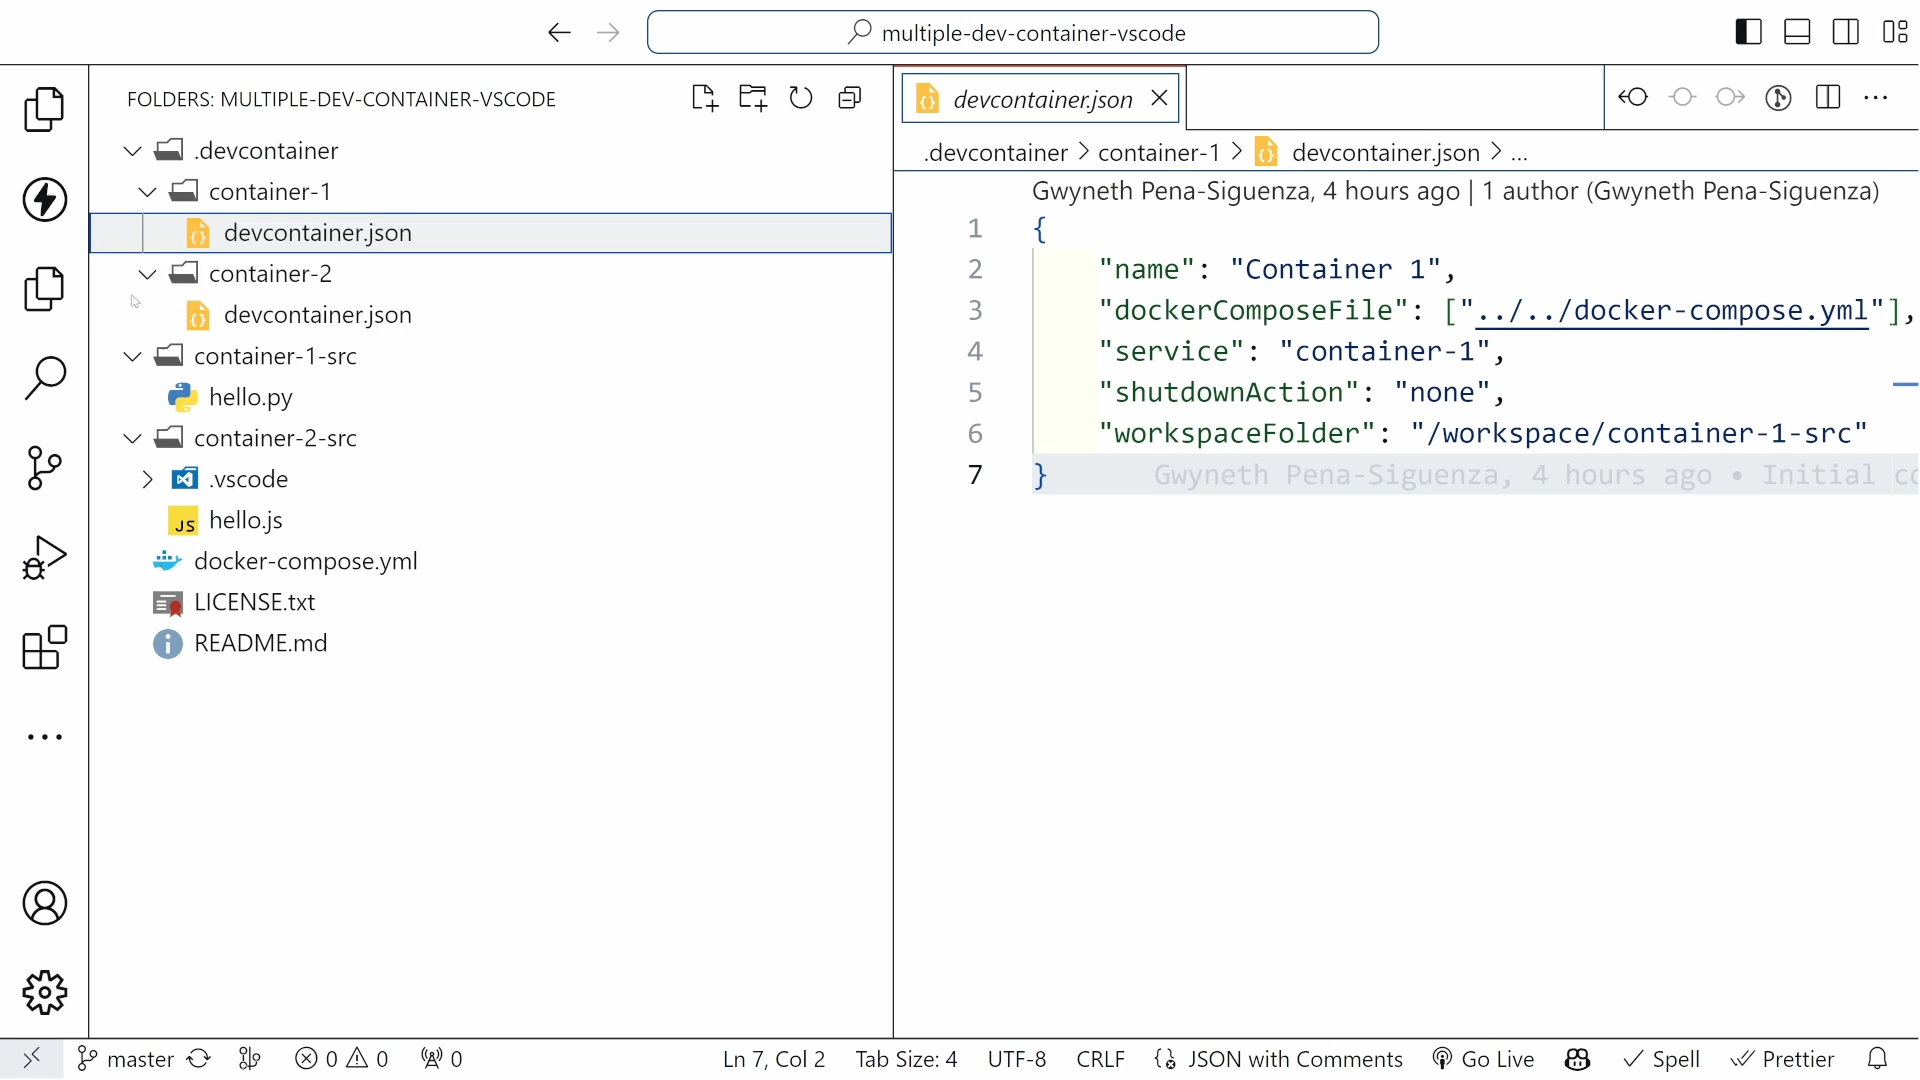 multiple-dev-container-vscode
FOLDERS: MULTIPLE-DEV-CONTAINER-VSCODE
.devcontainer
container-1
devcontainer.json
container-2
devcontainer.json
container-1-src
hello.py
container-2-src
.vscode
JS hello.js
docker-compose.yml
LICENSE.txt
README.md
devcontainer.json
.devcontainer > container-1 > devcontainer.json > ...
Gwyneth Pena-Siguenza, 4 hours ago | 1 author (Gwyneth Pena-Siguenza)
1 {
2 "name": "Container 1",
3 "dockerComposeFile": ["../../docker-compose.yml"],
4 "service": "container-1",
5 "shutdownAction": "none",
6 "workspaceFolder": "/workspace/container-1-src"
7 } Gwyneth Pena-Siguenza, 4 hours ago • Initial co
master 0 0 0 Ln 7, Col 2 Tab Size: 4 UTF-8 CRLF JSON with Comments Go Live Spell Prettier